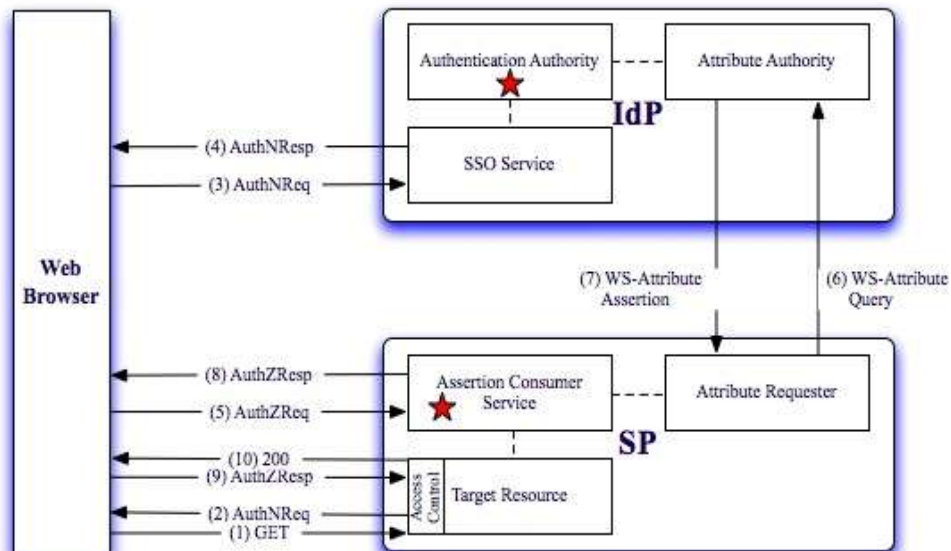 Authentication Authority
Attribute Authority
IdP
(4) AuthNResp
SSO Service
(3) AuthNReq
Web
Browser
(7) WS-Attribute
Assertion
(6) WS-Attribute
Query
(8) AuthZResp
Assertion Consumer
Service
Attribute Requester
(5) AuthZReq
SP
(10) 200
(9) AuthZResp
Access
Control
Target Resource
(2) AuthNReq
(1) GET